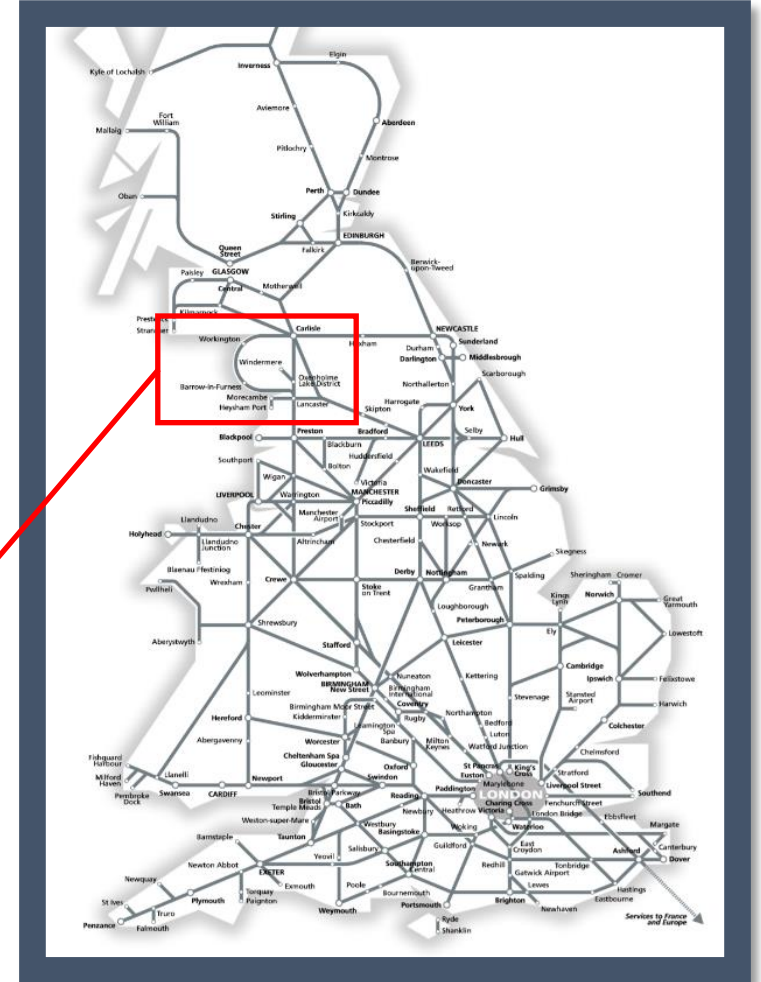 Elgin
Inverness
Kyle of Lochalsh
Aviemore
Fort
William
Aberdeen
Mallaig
Pitlochry
Montrose
Perth
Dundee
Oban
Kirkcaldy
Stirling
EDINBURGH
Queen
Street
Falkirk
Berwick-
upon-Tweed
Paisley
GLASGOW
Central
Motherwell
Kilmarnock
Carlisle
NEWCASTLE
Workington
Hexham
Durham
Sunderland
Darlington
Middlesbrough
Windermere
Oxenholme
Lake District
Scarborough
Barrow-in-Furness
Northallerton
Morecambe
Harrogate
Heysham Port
Lancaster
Skipton
York
Preston
Bradford
Selby
Blackpool
Blackburn
LEEDS
Hull
Huddersfield
Southport
Bolton
Wakefield
Wigan
Victoria
Doncaster
MANCHESTER
Piccadilly
Grimsby
LIVERPOOL
Warrington
Manchester
Airport
Sheffield
Retford
Lincoln
Llandudno
Chester
Stockport
Worksop
Holyhead
Llandudno
Junction
Altrincham
Chesterfield
Newark
Skegness
Blaenau Ffestiniog
Derby
Nottingham
Pwllheli
Wrexham
Crewe
Stoke
on Trent
Grantham
Spalding
Sheringham
Cromer
Kings
Lynn
Norwich
Great
Yarmouth
Loughborough
Shrewsbury
Peterborough
Ely
Lowestoft
Aberystwyth
Stafford
Leicester
Wolverhampton
Nuneaton
Cambridge
BIRMINGHAM
New Street
Birmingham
International
Kettering
Ipswich
Felixstowe
Leominster
Stevenage
Stansted
Airport
Birmingham Moor Street
Coventry
Harwich
Hereford
Kidderminster
Rugby
Northampton
Leamington
Spa
Bedford
Colchester
Worcester
Banbury
Milton
Keynes
Luton
Abergavenny
Watford Junction
Chelmsford
Cheltenham Spa
Gloucester
Oxford
St Pancras
King's
Cross
Fishguard
Harbour
Euston
Stratford
Milford
Haven
Llanelli
Newport
Swindon
Marylebone
Liverpool Street
Pembroke
Dock
Swansea
CARDIFF
Bristol Parkway
Reading
Paddington
LONDON
Southend
Bristol
Temple Meads
Bath
Newbury
Heathrow
Victoria
Charing Cross
Fenchurch Street
London Bridge
Ebbsfleet
Weston-super-Mare
Westbury
Basingstoke
Woking
Waterloo
Margate
Barnstaple
Taunton
Salisbury
Guildford
East
Croydon
Canterbury
Yeovil
Southampton
Central
Redhill
Tonbridge
Ashford
Dover
Newton Abbot
EXETER
Gatwick Airport
Newquay
Exmouth
Poole
Lewes
Hastings
St Ives
Plymouth
Torquay
Paignton
Bournemouth
Brighton
Eastbourne
Truro
Weymouth
Portsmouth
Newhaven
Penzance
Falmouth
Ryde
Shanklin
Services to France
and Europe